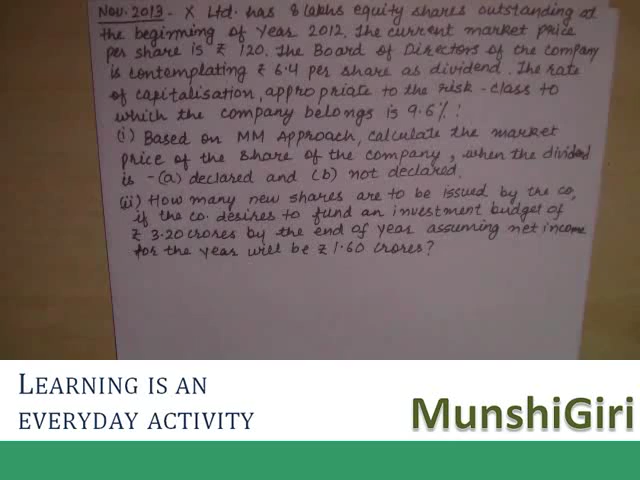 Nov. 2013 - X Ltd. has 8 lakhs equity shares outstanding at
the beginning of Year 2012. The current market price
per share is ₹ 120. The Board of Directors of the company
is contemplating ₹ 6.4 per share as dividend. The rate
of capitalisation, appropriate to the risk-class to
which the company belongs is 9.6%:
(i) Based on MM Approach, calculate the market
price of the share of the company, when the dividend
is - (a) declared and (b) not declared.
(ii) How many new shares are to be issued by the co,
if the co. desires to fund an investment budget of
₹ 3.20 crores by the end of year assuming net income
for the year will be ₹ 1.60 crores?
LEARNING IS AN
EVERYDAY ACTIVITY
MunshiGiri